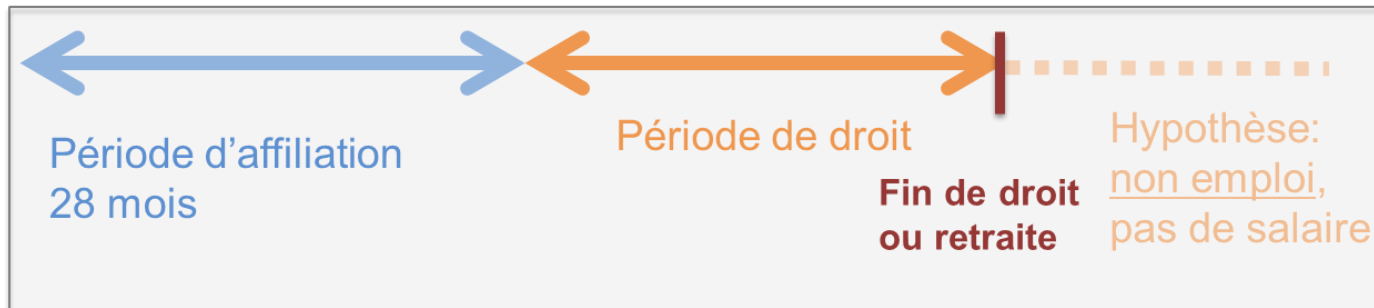 Période d’affiliation
28 mois
Période de droit
Fin de droit
ou retraite
Hypothèse:
non emploi,
pas de salaire